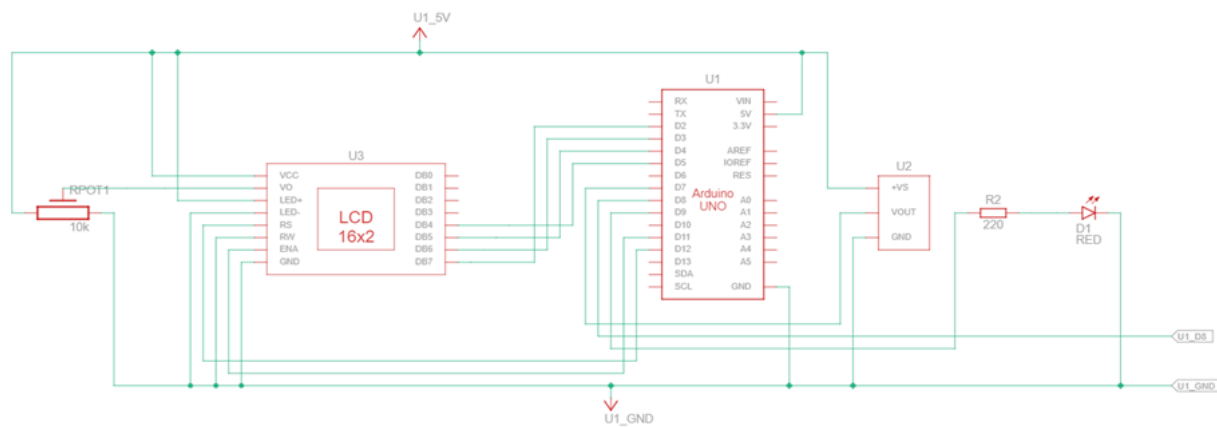 U1_5V
U1
RX
TX
D2
D3
D4
D5
D6
D7
D8
D9
D10
D11
D12
D13
SDA
SCL
VIN
5V
3.3V
AREF
IOREF
RES
A0
A1
A2
A3
A4
A5
GND
Arduino
UNO
U3
VCC
VO
LED+
LED-
RS
RW
ENA
GND
DB0
DB1
DB2
DB3
DB4
DB5
DB6
DB7
LCD
16x2
RPOT1
10k
U2
+VS
VOUT
GND
R2
220
D1
RED
U1_D8
U1_GND
U1_GND